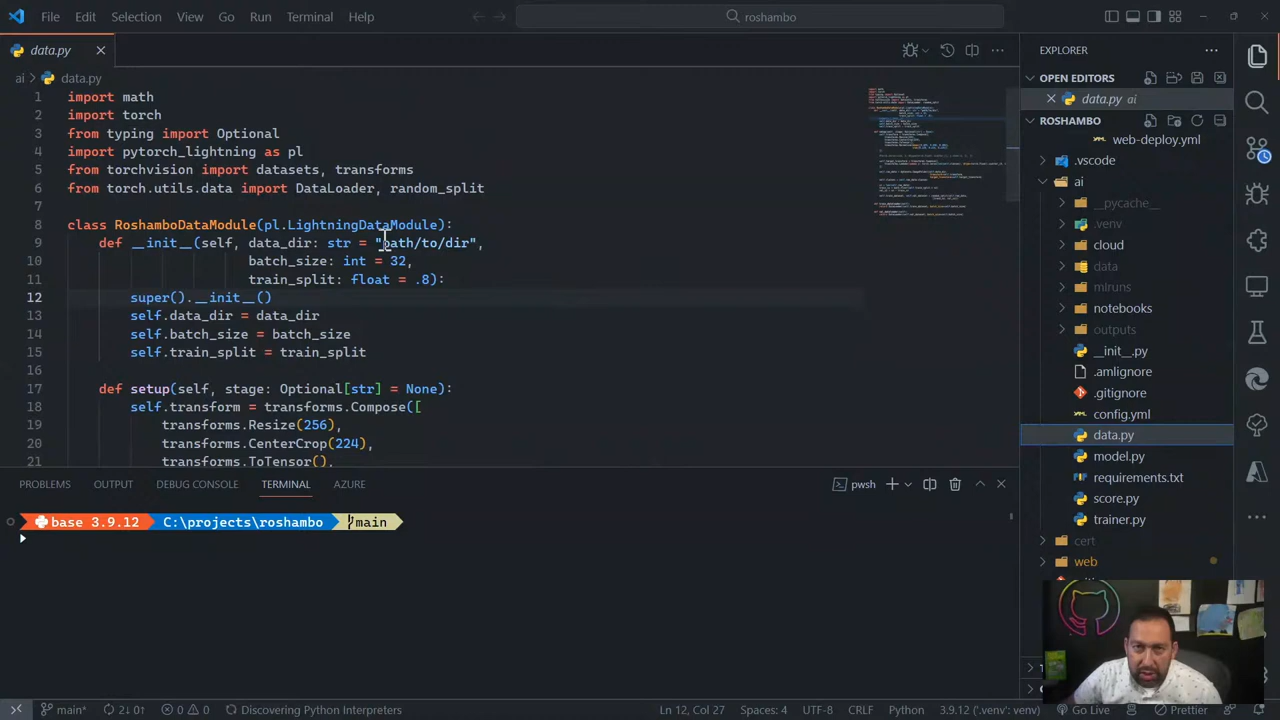 File Edit Selection View Go Run Terminal Help
roshambo
data.py
EXPLORER
ai > data.py
OPEN EDITORS
data.py ai
ROSHAMBO
web-deploy.yml
.vscode
ai
__pycache__
.venv
cloud
data
mlruns
notebooks
outputs
__init__.py
.amlignore
.gitignore
config.yml
data.py
model.py
requirements.txt
score.py
trainer.py
cert
web
1 import math
2 import torch
3 from typing import Optional
4 import pytorch_lightning as pl
5 from torchvision import datasets, transforms
6 from torch.utils.data import DataLoader, random_split
7
8 class RoshamboDataModule(pl.LightningDataModule):
9 def __init__(self, data_dir: str = "path/to/dir",
10 batch_size: int = 32,
11 train_split: float = .8):
12 super().__init__()
13 self.data_dir = data_dir
14 self.batch_size = batch_size
15 self.train_split = train_split
16
17 def setup(self, stage: Optional[str] = None):
18 self.transform = transforms.Compose([
19 transforms.Resize(256),
20 transforms.CenterCrop(224),
21 transforms.ToTensor(),
PROBLEMS OUTPUT DEBUG CONSOLE TERMINAL AZURE
pwsh
base 3.9.12 C:\projects\roshambo main
main* 2↓ 0↑ 0 0 Discovering Python Interpreters
Ln 12, Col 27 Spaces: 4 UTF-8 CRLF Python 3.9.12 ('.venv': venv) Go Live Prettier